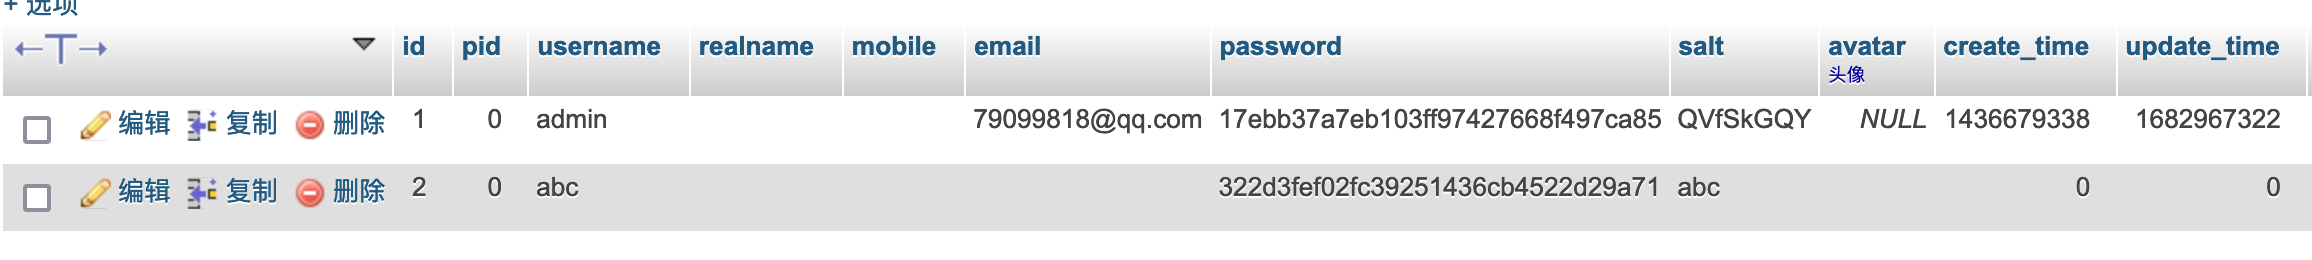 + 选项
←T→ id pid username realname mobile email password salt avatar create_time update_time
头像
编辑 复制 删除 1 0 admin 79099818@qq.com 17ebb37a7eb103ff97427668f497ca85 QVfSkGQY NULL 1436679338 1682967322
编辑 复制 删除 2 0 abc 322d3fef02fc39251436cb4522d29a71 abc 0 0